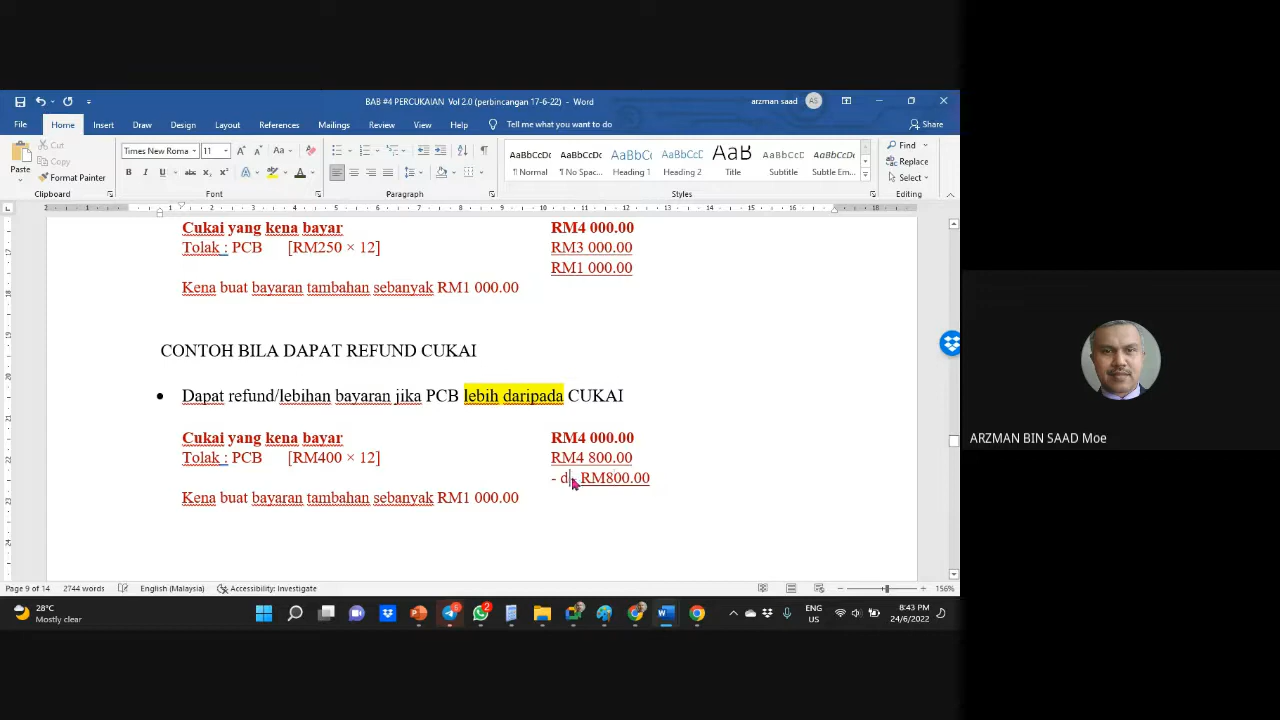 BAB #4 PERCUKAIAN Vol 2.0 (perbincangan 17-6-22) - Word
arzman saad AS
File Home Insert Draw Design Layout References Mailings Review View Help Tell me what you want to do Share
Paste Cut Copy Format Painter
Times New Roma 11
AaBbCcDc AaBbCcDc AaBbC( AaBbCcC AaB AaBbCcD AaBbCcDc
¶ Normal ¶ No Spac... Heading 1 Heading 2 Title Subtitle Subtle Em...
Find Replace Select
Clipboard Font Paragraph Styles Editing
Cukai yang kena bayar RM4 000.00
Tolak : PCB [RM250 × 12] RM3 000.00
RM1 000.00
Kena buat bayaran tambahan sebanyak RM1 000.00
CONTOH BILA DAPAT REFUND CUKAI
• Dapat refund/lebihan bayaran jika PCB lebih daripada CUKAI
Cukai yang kena bayar RM4 000.00
Tolak : PCB [RM400 × 12] RM4 800.00
- d RM800.00
Kena buat bayaran tambahan sebanyak RM1 000.00
ARZMAN BIN SAAD Moe
Page 9 of 14 2744 words English (Malaysia) Accessibility: Investigate 156%
28°C
Mostly clear
ENG
US
8:43 PM
24/6/2022